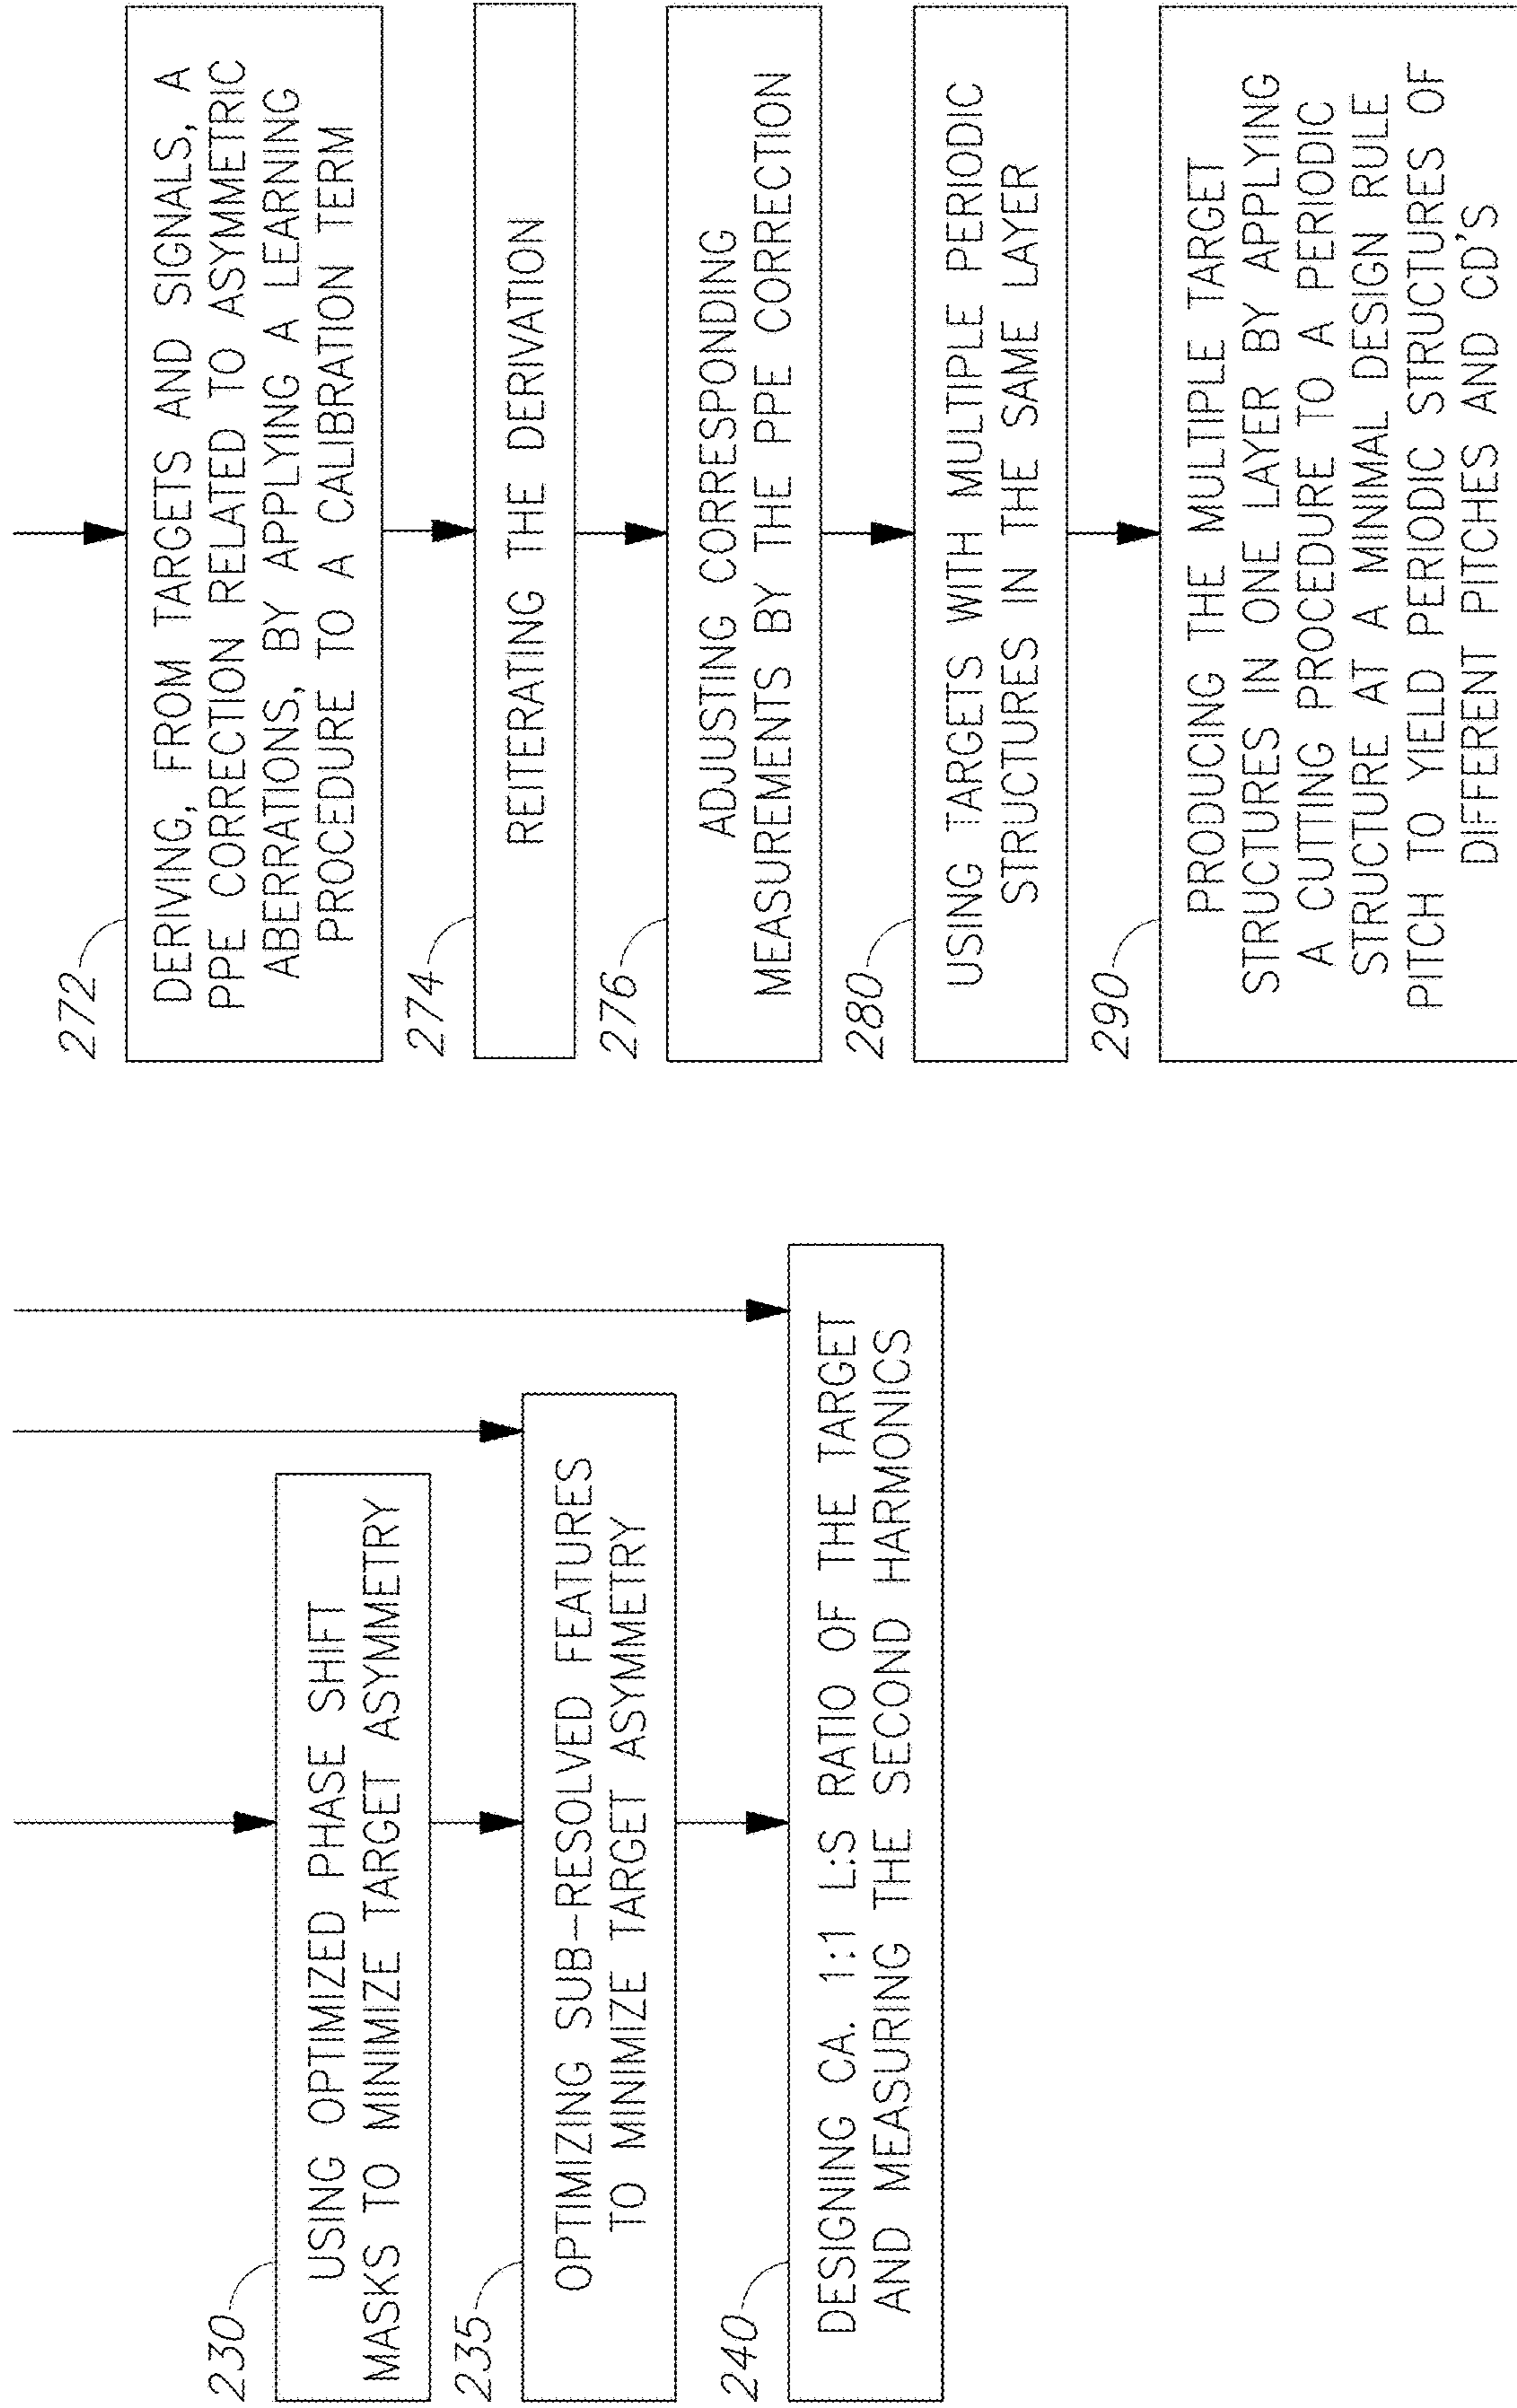 230
USING OPTIMIZED PHASE SHIFT
MASKS TO MINIMIZE TARGET ASYMMETRY
235
OPTIMIZING SUB-RESOLVED FEATURES
TO MINIMIZE TARGET ASYMMETRY
240
DESIGNING CA. 1:1 L:S RATIO OF THE TARGET
AND MEASURING THE SECOND HARMONICS
272
DERIVING, FROM TARGETS AND SIGNALS, A
PPE CORRECTION RELATED TO ASYMMETRIC
ABERRATIONS, BY APPLYING A LEARNING
PROCEDURE TO A CALIBRATION TERM
274
REITERATING THE DERIVATION
276
ADJUSTING CORRESPONDING
MEASUREMENTS BY THE PPE CORRECTION
280
USING TARGETS WITH MULTIPLE PERIODIC
STRUCTURES IN THE SAME LAYER
290
PRODUCING THE MULTIPLE TARGET
STRUCTURES IN ONE LAYER BY APPLYING
A CUTTING PROCEDURE TO A PERIODIC
STRUCTURE AT A MINIMAL DESIGN RULE
PITCH TO YIELD PERIODIC STRUCTURES OF
DIFFERENT PITCHES AND CD'S